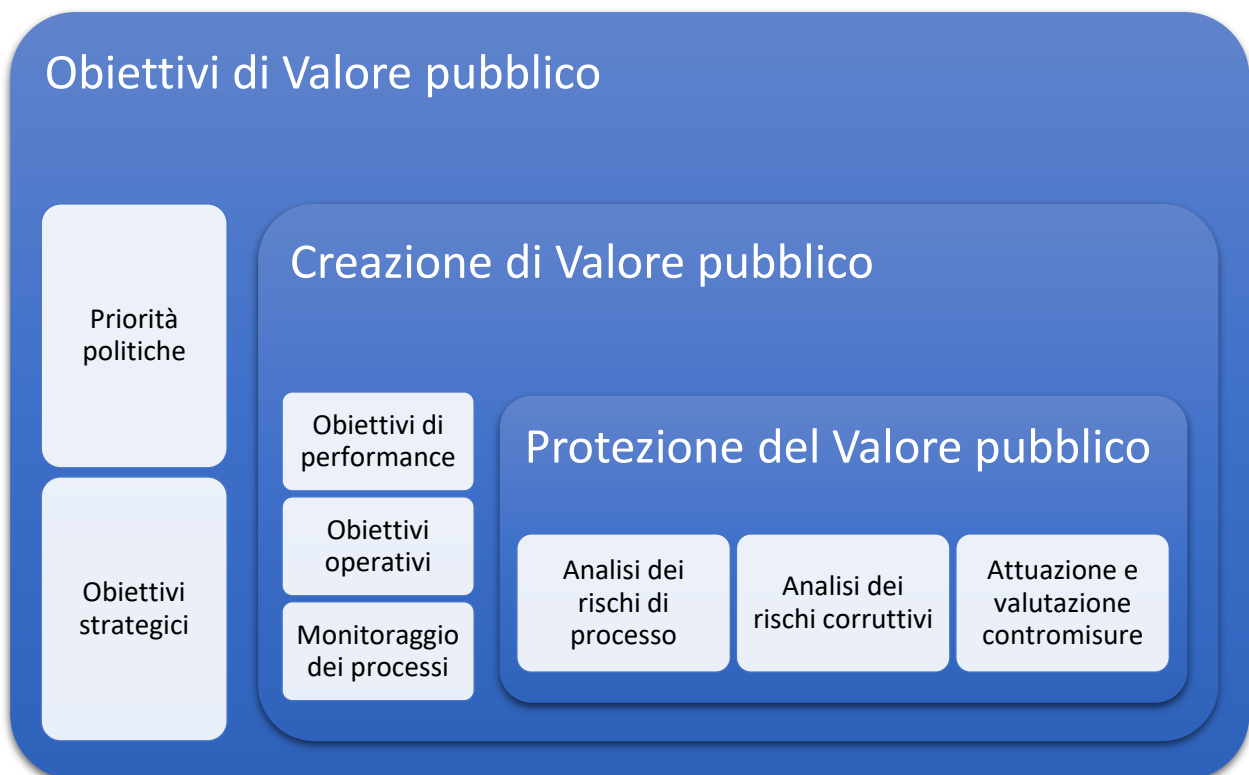 Obiettivi di Valore pubblico
Priorità
politiche
Obiettivi
strategici
Creazione di Valore pubblico
Obiettivi di
performance
Obiettivi
operativi
Monitoraggio
dei processi
Protezione del Valore pubblico
Analisi dei
rischi di
processo
Analisi dei
rischi corruttivi
Attuazione e
valutazione
contromisure